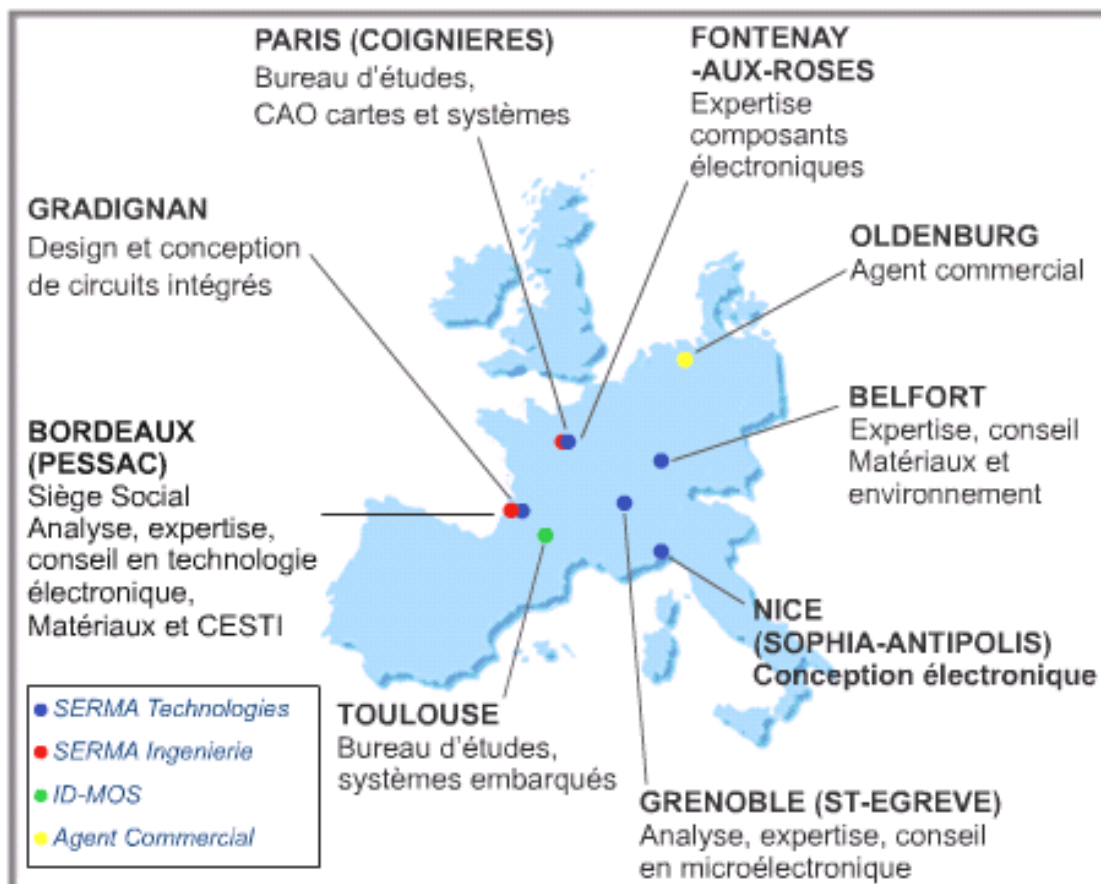 PARIS (COIGNIERES)
Bureau d'études,
CAO cartes et systèmes
FONTENAY
-AUX-ROSES
Expertise
composants
électroniques
GRADIGNAN
Design et conception
de circuits intégrés
OLDENBURG
Agent commercial
BELFORT
Expertise, conseil
Matériaux et
environnement
BORDEAUX
(PESSAC)
Siège Social
Analyse, expertise,
conseil en technologie
électronique,
Matériaux et CESTI
NICE
(SOPHIA-ANTIPOLIS)
Conception électronique
TOULOUSE
Bureau d'études,
systèmes embarqués
GRENOBLE (ST-EGREVE)
Analyse, expertise, conseil
en microélectronique
SERMA Technologies
SERMA Ingenierie
ID-MOS
Agent Commercial